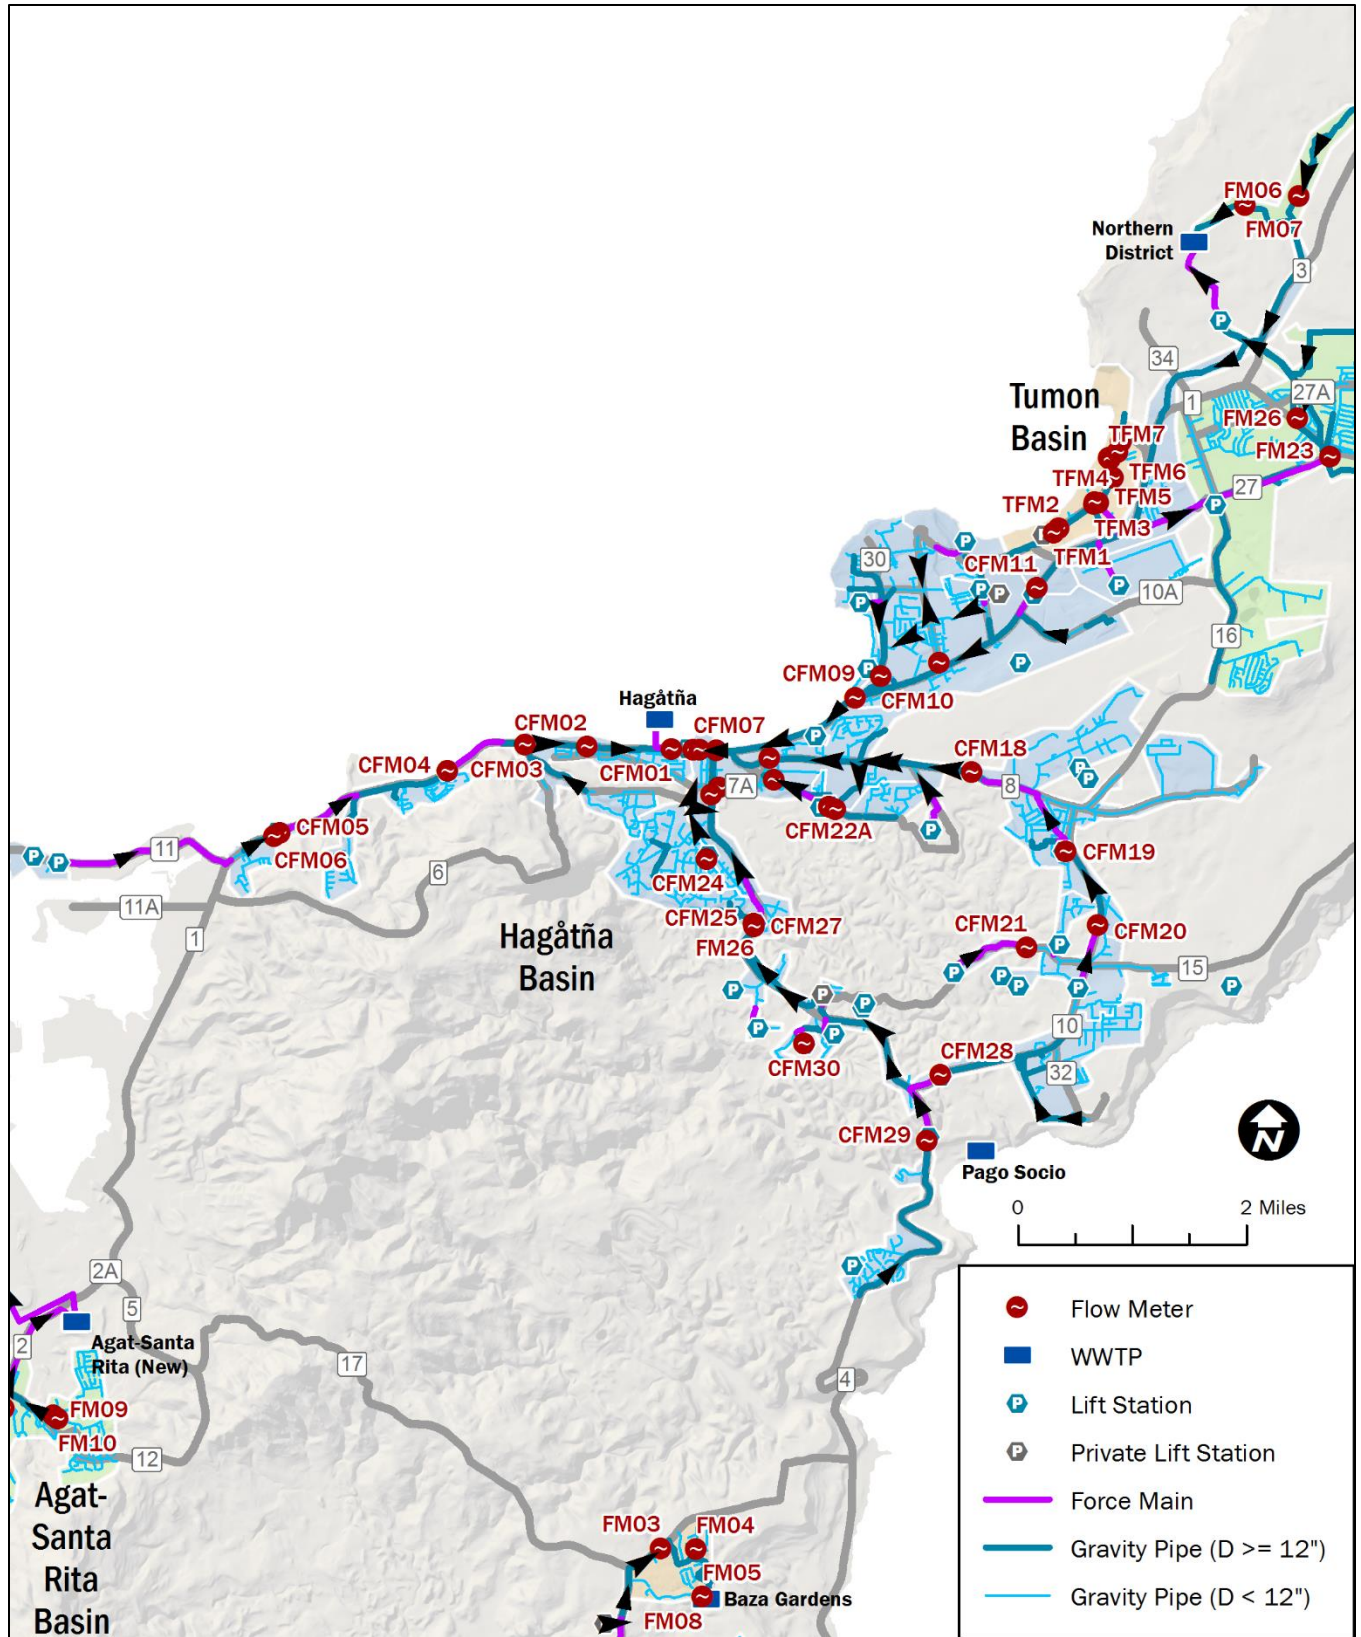 FM06
Northern
District
FM07
3
34
Tumon
Basin
1
27A
FM26
TFM7
FM23
TFM4
TFM6
27
TFM2
TFM5
TFM3
30
CFM11
TFM1
10A
16
CFM09
Hagåtña
CFM10
CFM02
CFM07
CFM04
CFM03
CFM01
CFM18
7A
8
CFM05
CFM22A
CFM06
CFM19
11
6
CFM24
11A
CFM25
CFM27
CFM21
CFM20
1
Hagåtña
Basin
FM26
15
10
CFM28
CFM30
32
CFM29
N
Pago Socio
0 2 Miles
2A
5
2
Agat-Santa
Rita (New)
17
4
FM09
FM10
12
Agat-
Santa
Rita
Basin
FM03
FM04
FM05
Baza Gardens
FM08
Flow Meter
WWTP
P Lift Station
P Private Lift Station
Force Main
Gravity Pipe (D >= 12")
Gravity Pipe (D < 12")